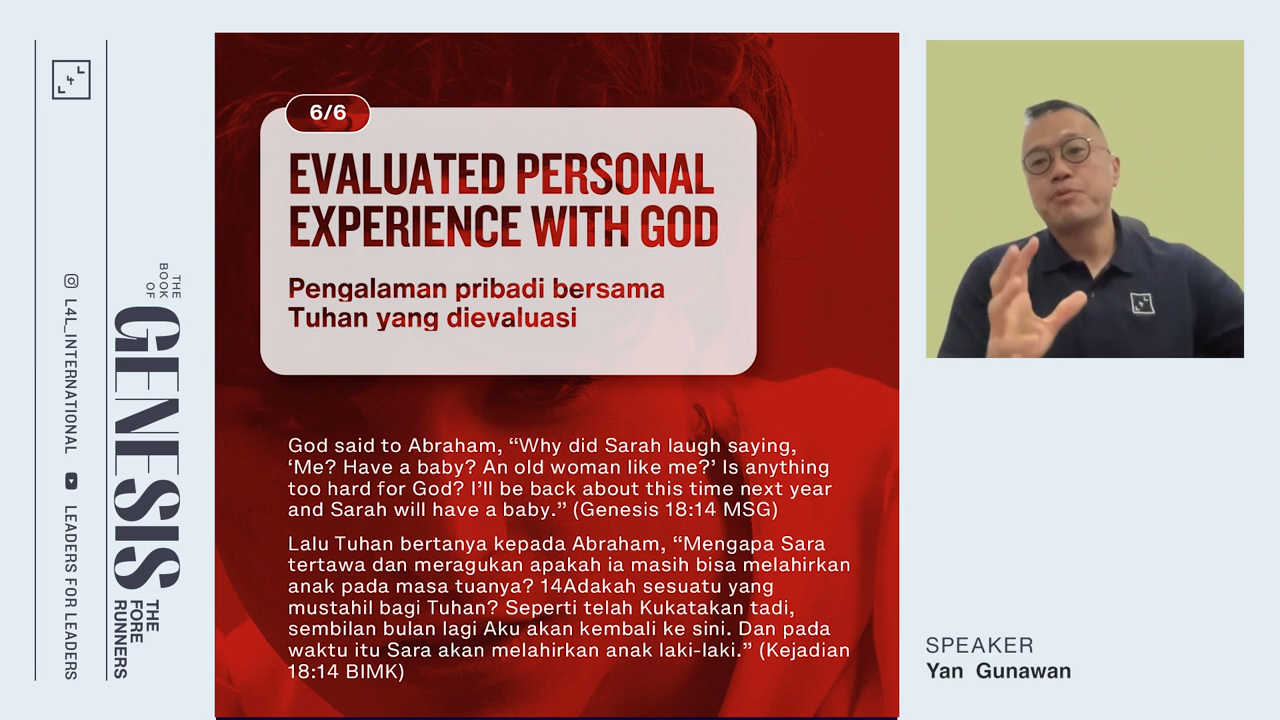 THE
BOOK
OF
GENESIS
THE
FORE
RUNNERS
L4L_INTERNATIONAL
LEADERS FOR LEADERS
6/6
EVALUATED PERSONAL
EXPERIENCE WITH GOD
Pengalaman pribadi bersama
Tuhan yang dievaluasi
God said to Abraham, “Why did Sarah laugh saying,
‘Me? Have a baby? An old woman like me?’ Is anything
too hard for God? I’ll be back about this time next year
and Sarah will have a baby.” (Genesis 18:14 MSG)
Lalu Tuhan bertanya kepada Abraham, “Mengapa Sara
tertawa dan meragukan apakah ia masih bisa melahirkan
anak pada masa tuanya? 14Adakah sesuatu yang
mustahil bagi Tuhan? Seperti telah Kukatakan tadi,
sembilan bulan lagi Aku akan kembali ke sini. Dan pada
waktu itu Sara akan melahirkan anak laki-laki.” (Kejadian
18:14 BIMK)
SPEAKER
Yan Gunawan